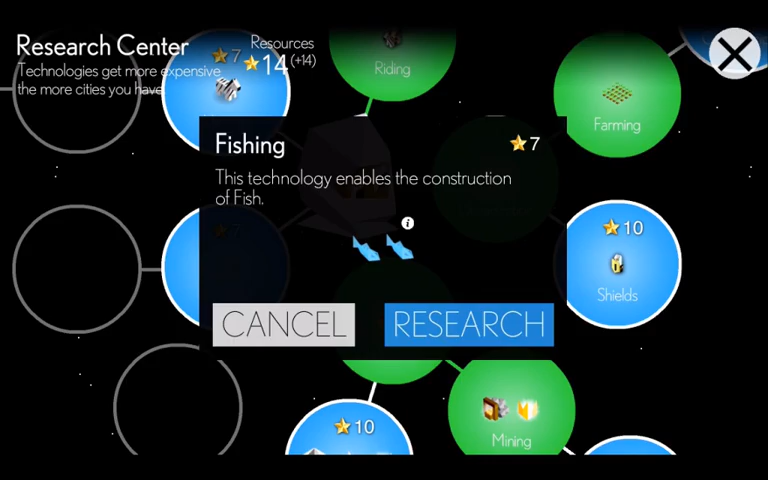 Research Center
Technologies get more expensive
the more cities you have.
7
Resources
14 (+14)
Riding
Farming
Fishing
7
This technology enables the construction
of Fish.
i
7
10
Shields
CANCEL
RESEARCH
10
Mining